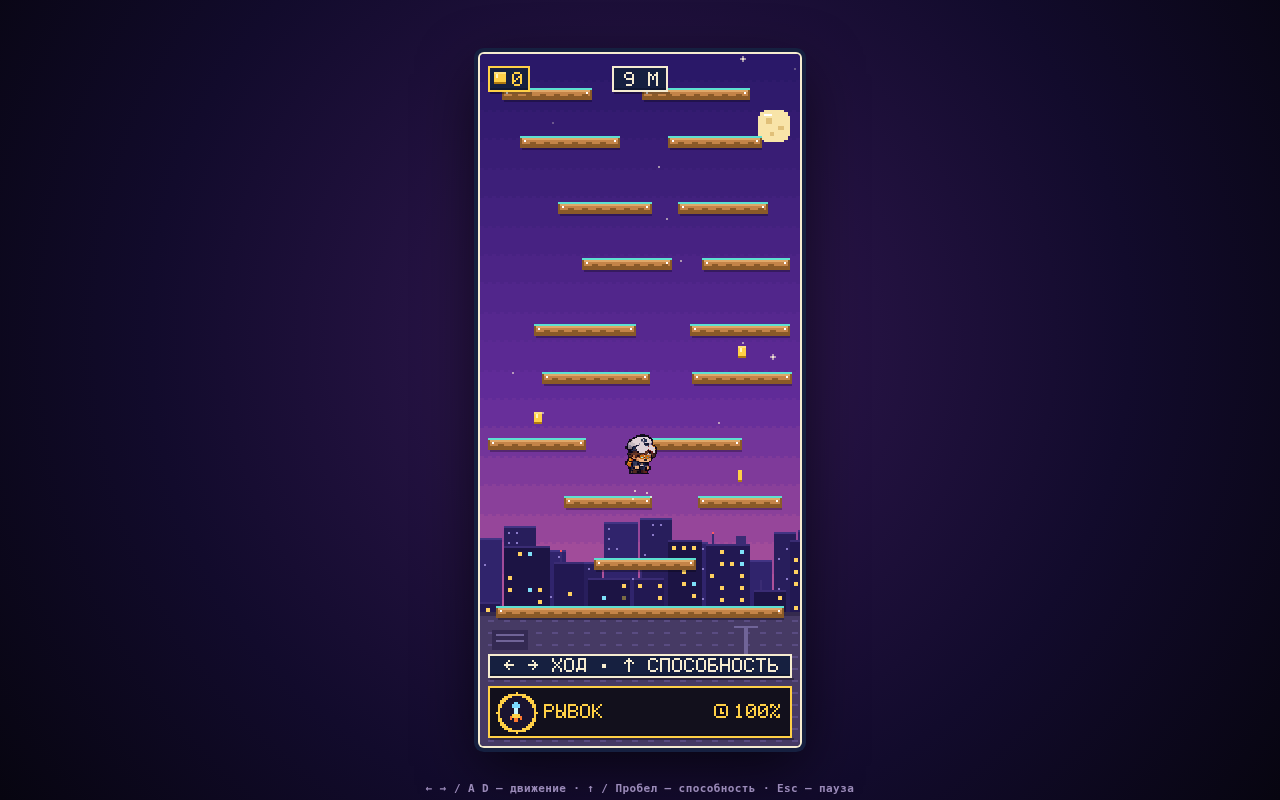 0
9 М
← → ХОД · ↑ СПОСОБНОСТЬ
РЫВОК 100%
← → / A D — движение · ↑ / Пробел — способность · Esc — пауза